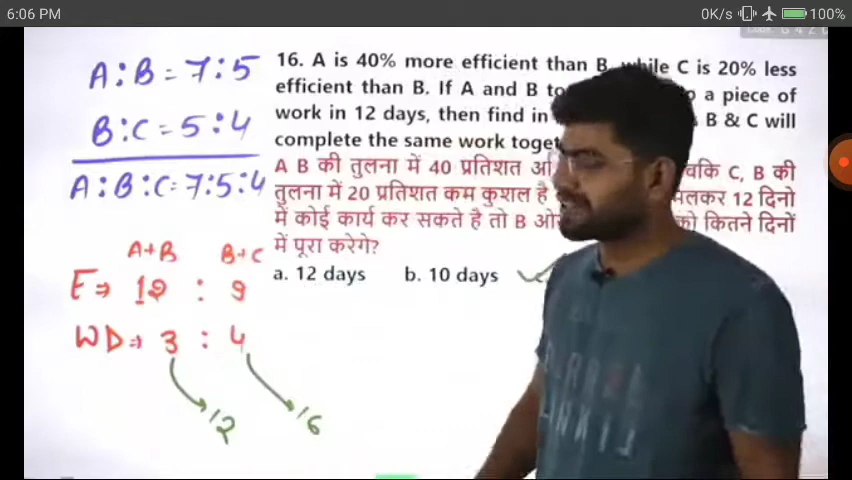 6:06 PM
0K/s
100%
A:B = 7:5
B:C = 5:4
A:B:C = 7:5:4
A+B B+C
E ⇒ 12 : 9
WD ⇒ 3 : 4
12 16
16. A is 40% more efficient than B, while C is 20% less
efficient than B. If A and B to a piece of
work in 12 days, then find in B & C will
complete the same work
A B की तुलना में 40 प्रतिशत C, B की
तुलना में 20 प्रतिशत कम कुशल है 12 दिनो
में कोई कार्य कर सकते है तो B को कितने दिनों
में पूरा करेगे?
a. 12 days b. 10 days